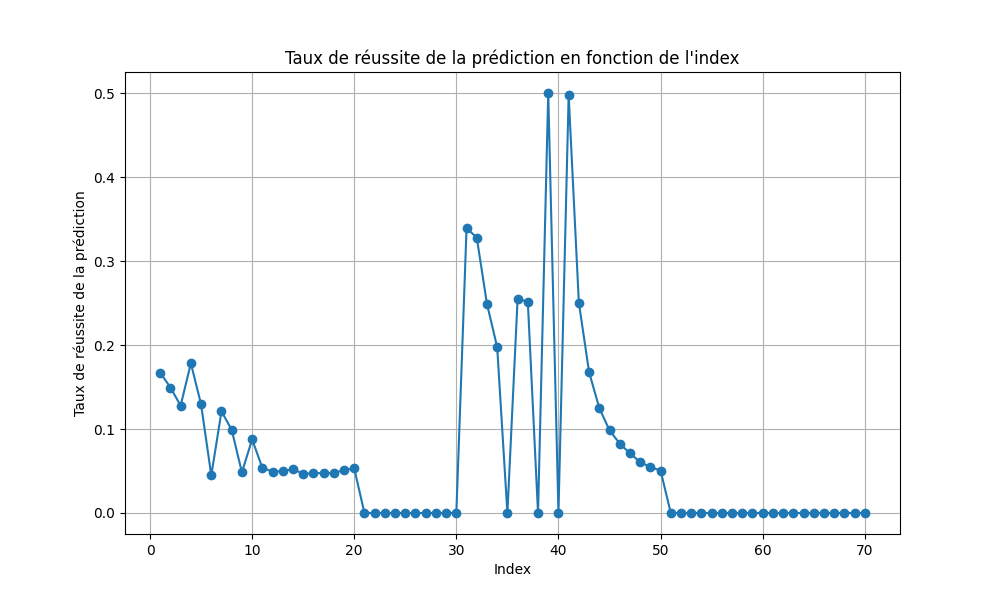 Taux de réussite de la prédiction en fonction de l'index
Taux de réussite de la prédiction
0.5
0.4
0.3
0.2
0.1
0.0
0 10 20 30 40 50 60 70
Index